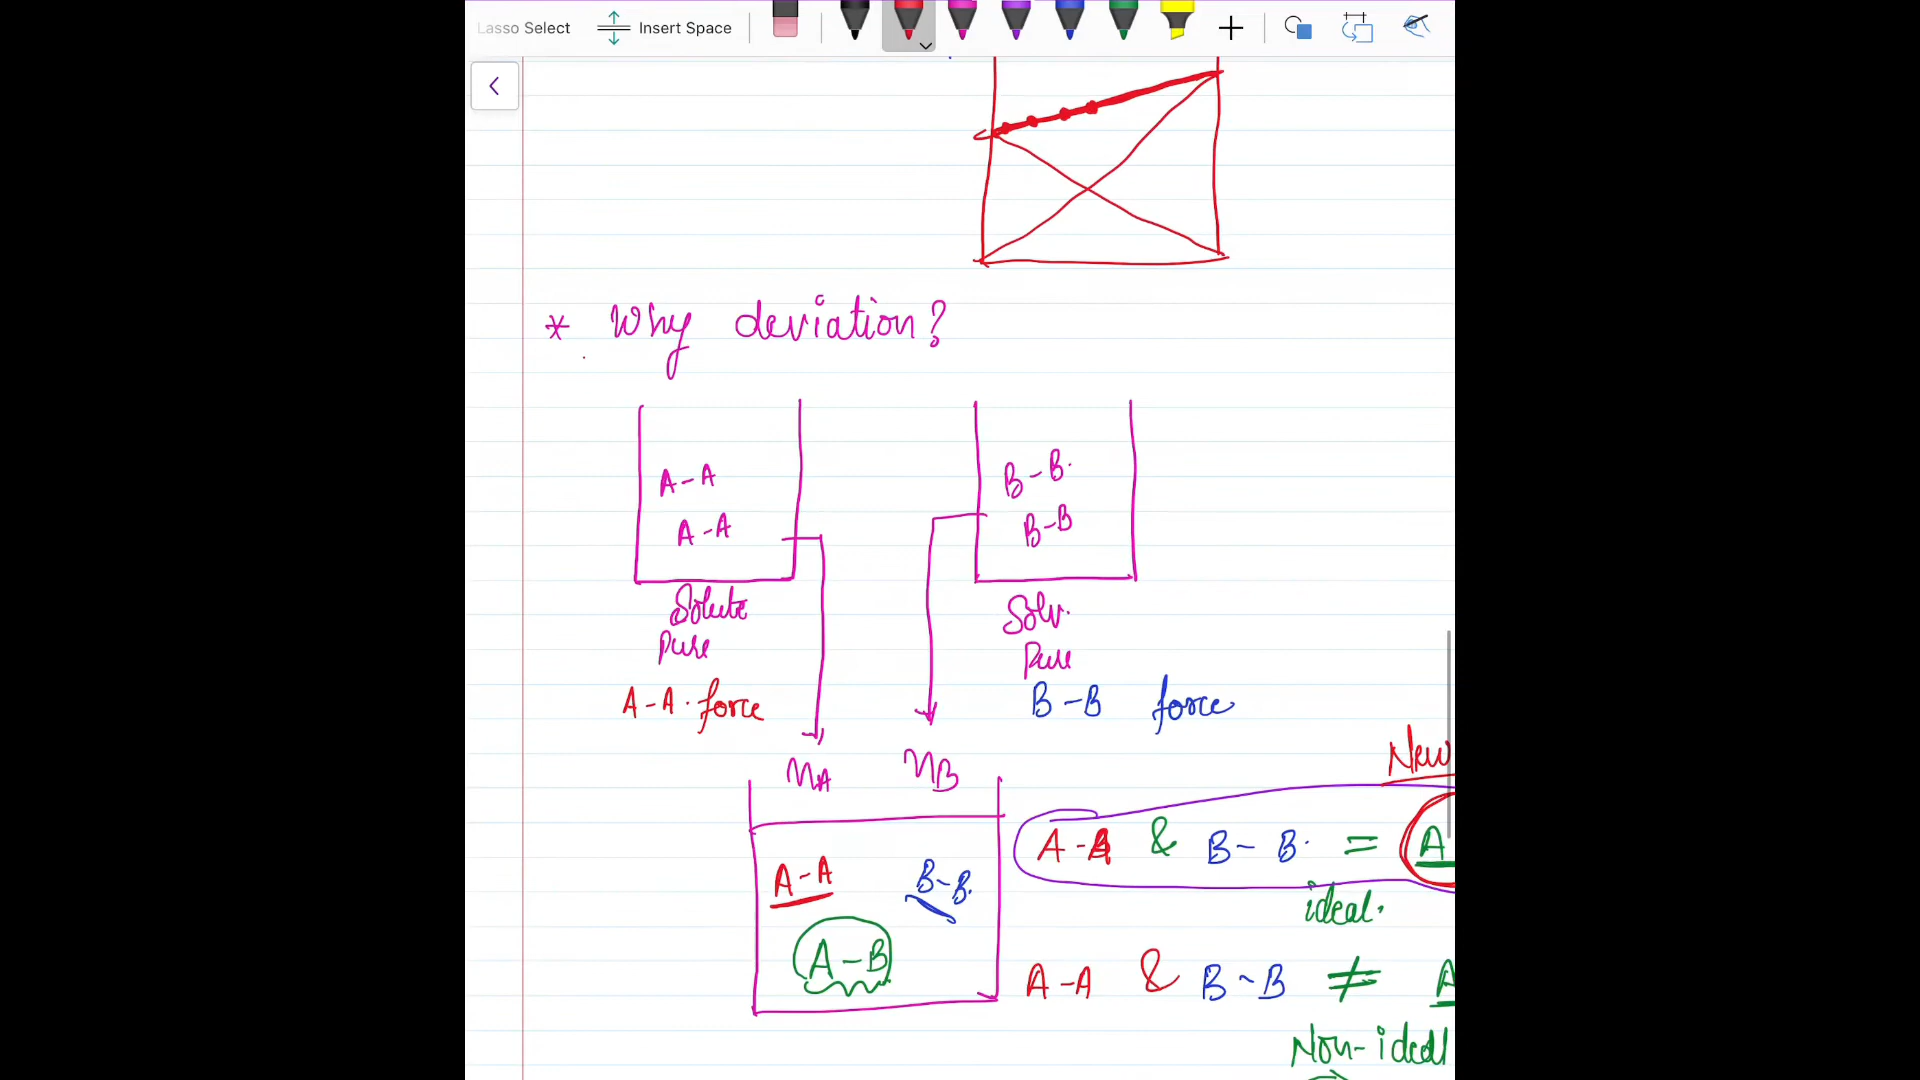 Lasso Select Insert Space
* Why deviation?
A-A B-B.
A-A B-B
Solute Solv.
Pure Pure
A-A. force B-B force
nA nB
New
A-A & B-B. = A
A-A B-B.
ideal.
A-B
A-A & B-B ≠ A
Non-ideal